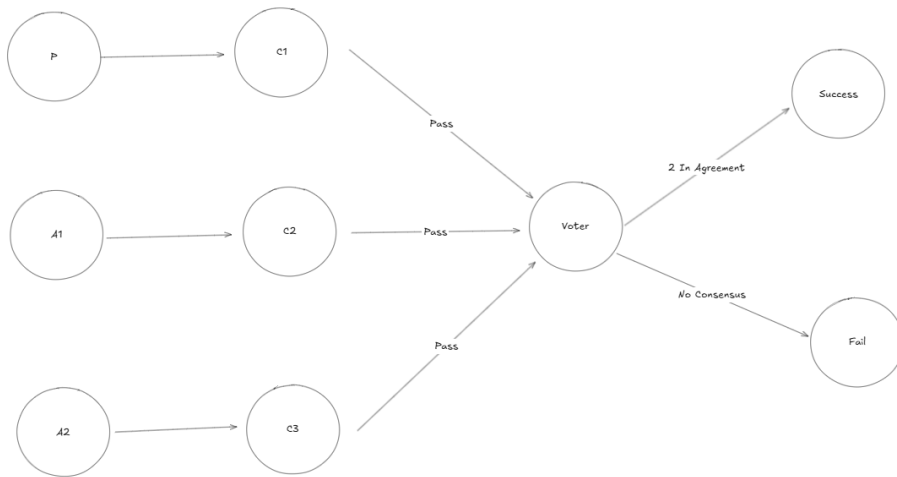 P
C1
Pass
Success
2 In Agreement
A1
C2
Pass
Voter
No Consensus
Fail
Pass
A2
C3